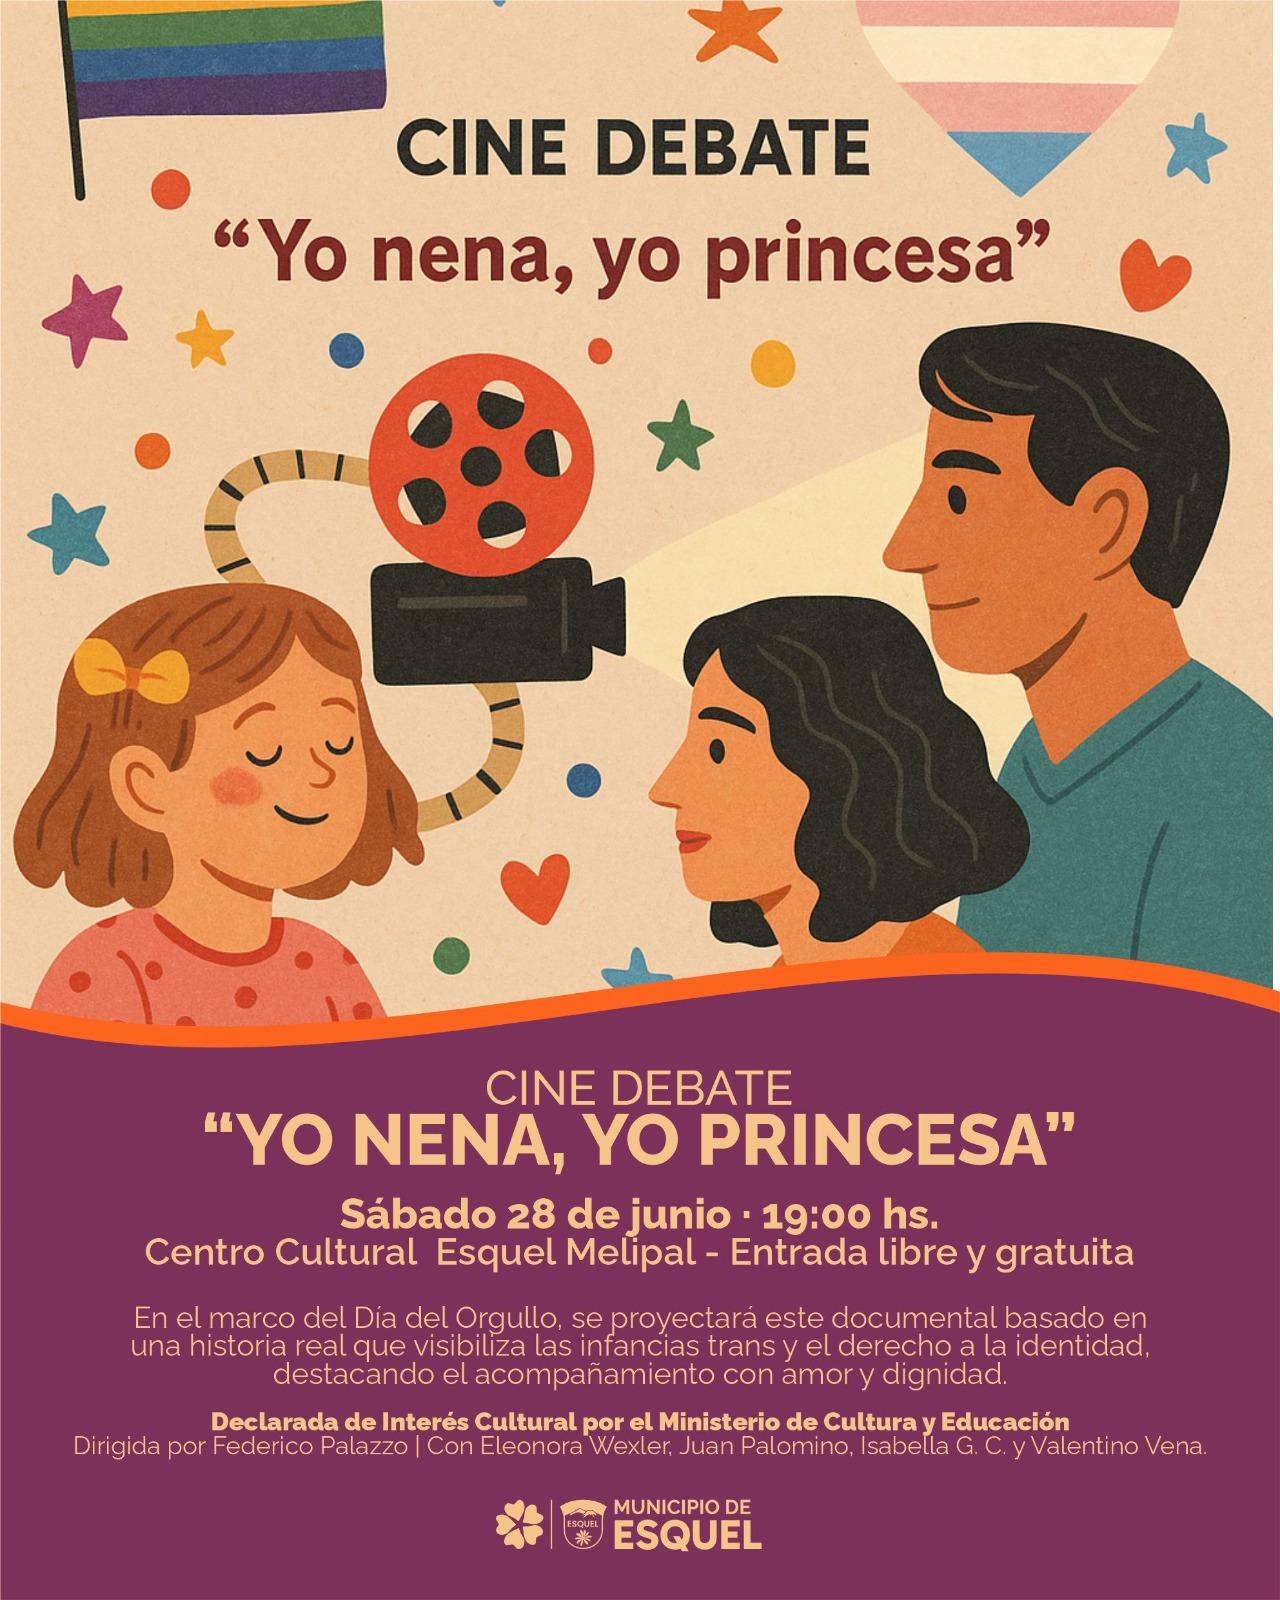 CINE DEBATE
“Yo nena, yo princesa”
CINE DEBATE
“YO NENA, YO PRINCESA”
Sábado 28 de junio · 19:00 hs.
Centro Cultural Esquel Melipal - Entrada libre y gratuita
En el marco del Día del Orgullo, se proyectará este documental basado en
una historia real que visibiliza las infancias trans y el derecho a la identidad,
destacando el acompañamiento con amor y dignidad.
Declarada de Interés Cultural por el Ministerio de Cultura y Educación
Dirigida por Federico Palazzo | Con Eleonora Wexler, Juan Palomino, Isabella G. C. y Valentino Vena.
ESQUEL
MUNICIPIO DE
ESQUEL